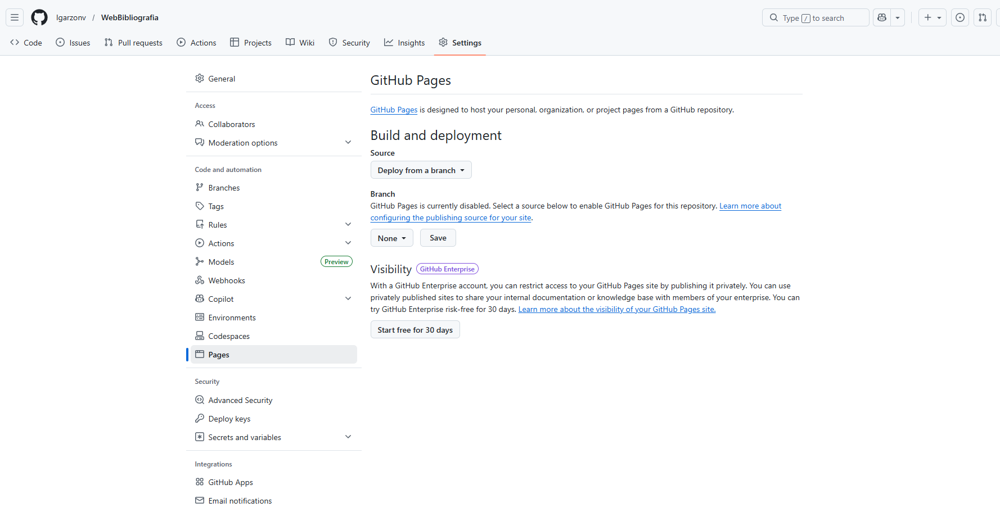 lgarzonv / WebBibliografia
Type / to search
Code
Issues
Pull requests
Actions
Projects
Wiki
Security
Insights
Settings
General
Access
Collaborators
Moderation options
Code and automation
Branches
Tags
Rules
Actions
Models
Preview
Webhooks
Copilot
Environments
Codespaces
Pages
Security
Advanced Security
Deploy keys
Secrets and variables
Integrations
GitHub Apps
Email notifications
GitHub Pages
GitHub Pages is designed to host your personal, organization, or project pages from a GitHub repository.
Build and deployment
Source
Deploy from a branch
Branch
GitHub Pages is currently disabled. Select a source below to enable GitHub Pages for this repository. Learn more about
configuring the publishing source for your site.
None
Save
Visibility GitHub Enterprise
With a GitHub Enterprise account, you can restrict access to your GitHub Pages site by publishing it privately. You can use
privately published sites to share your internal documentation or knowledge base with members of your enterprise. You can
try GitHub Enterprise risk-free for 30 days. Learn more about the visibility of your GitHub Pages site.
Start free for 30 days